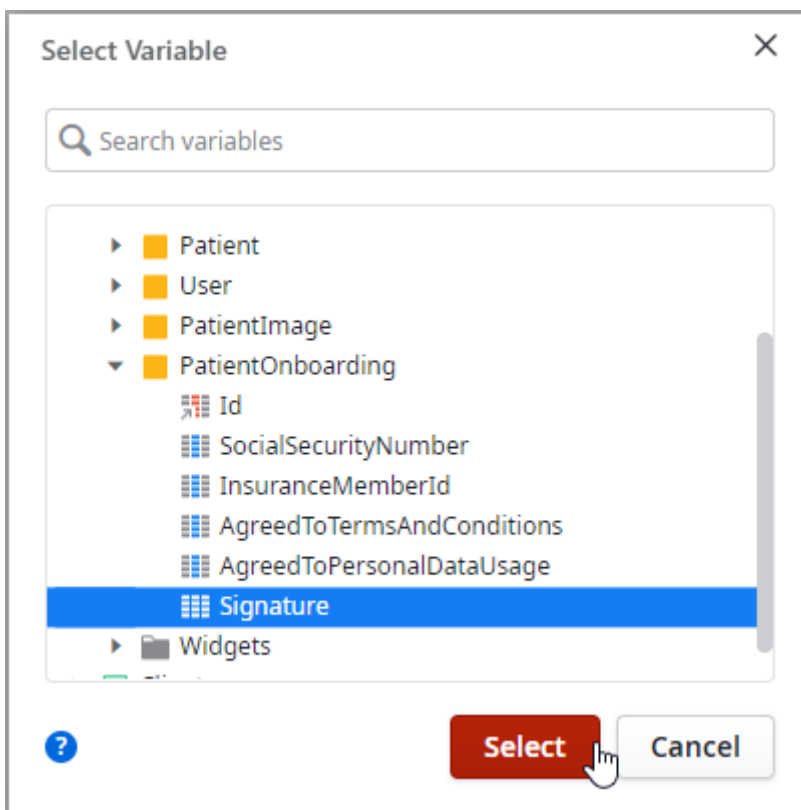 Select Variable
Search variables
Patient
User
PatientImage
PatientOnboarding
Id
SocialSecurityNumber
InsuranceMemberId
AgreedToTermsAndConditions
AgreedToPersonalDataUsage
Signature
Widgets
?
Select
Cancel